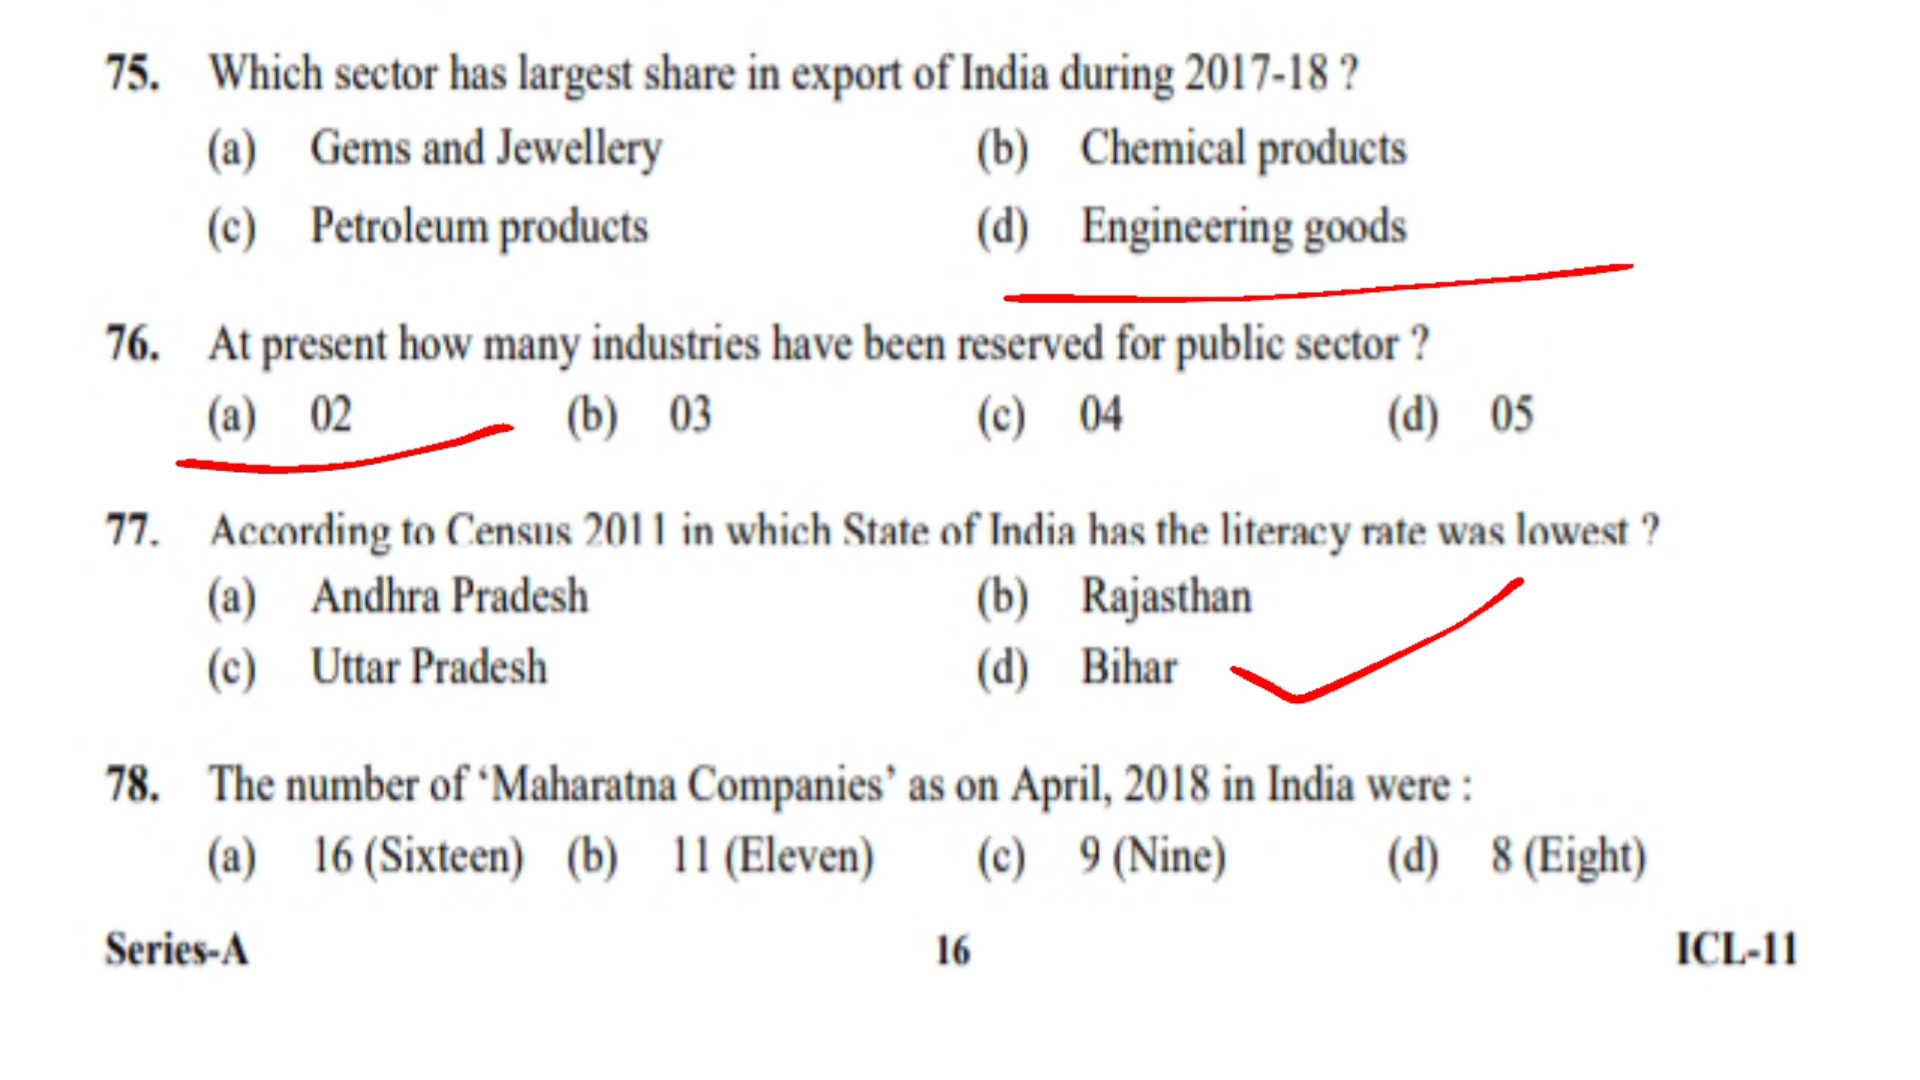 75. Which sector has largest share in export of India during 2017-18 ?
(a) Gems and Jewellery (b) Chemical products
(c) Petroleum products (d) Engineering goods
76. At present how many industries have been reserved for public sector ?
(a) 02 (b) 03 (c) 04 (d) 05
77. According to Census 2011 in which State of India has the literacy rate was lowest ?
(a) Andhra Pradesh (b) Rajasthan
(c) Uttar Pradesh (d) Bihar
78. The number of ‘Maharatna Companies’ as on April, 2018 in India were :
(a) 16 (Sixteen) (b) 11 (Eleven) (c) 9 (Nine) (d) 8 (Eight)
Series-A 16 ICL-11